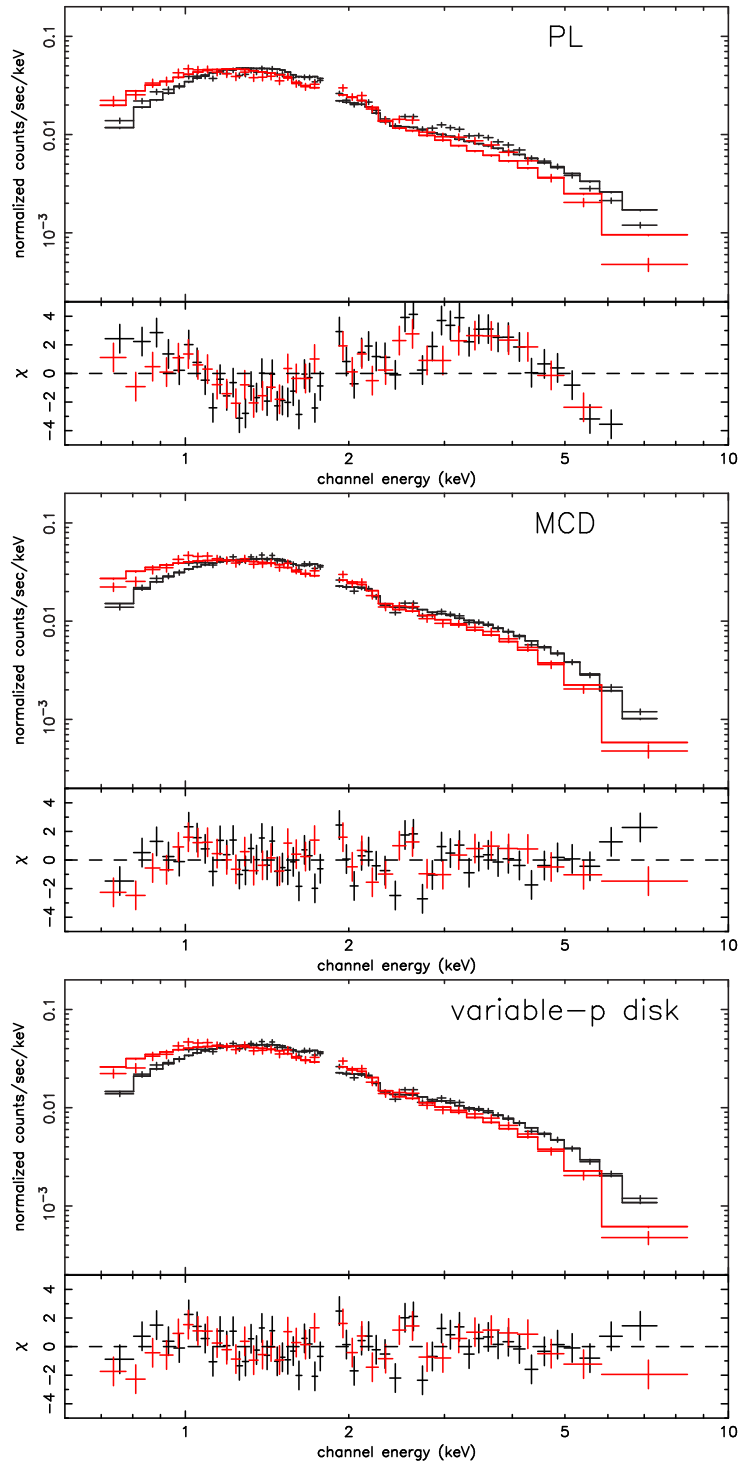 PL
normalized counts/sec/keV
0.01
10⁻³
χ
4
2
0
−2
−4
1
2
5
10
channel energy (keV)
MCD
normalized counts/sec/keV
0.1
0.01
10⁻³
χ
4
2
0
−2
−4
1
2
5
10
channel energy (keV)
variable−p disk
normalized counts/sec/keV
0.1
0.01
10⁻³
χ
4
2
0
−2
−4
1
2
5
10
channel energy (keV)